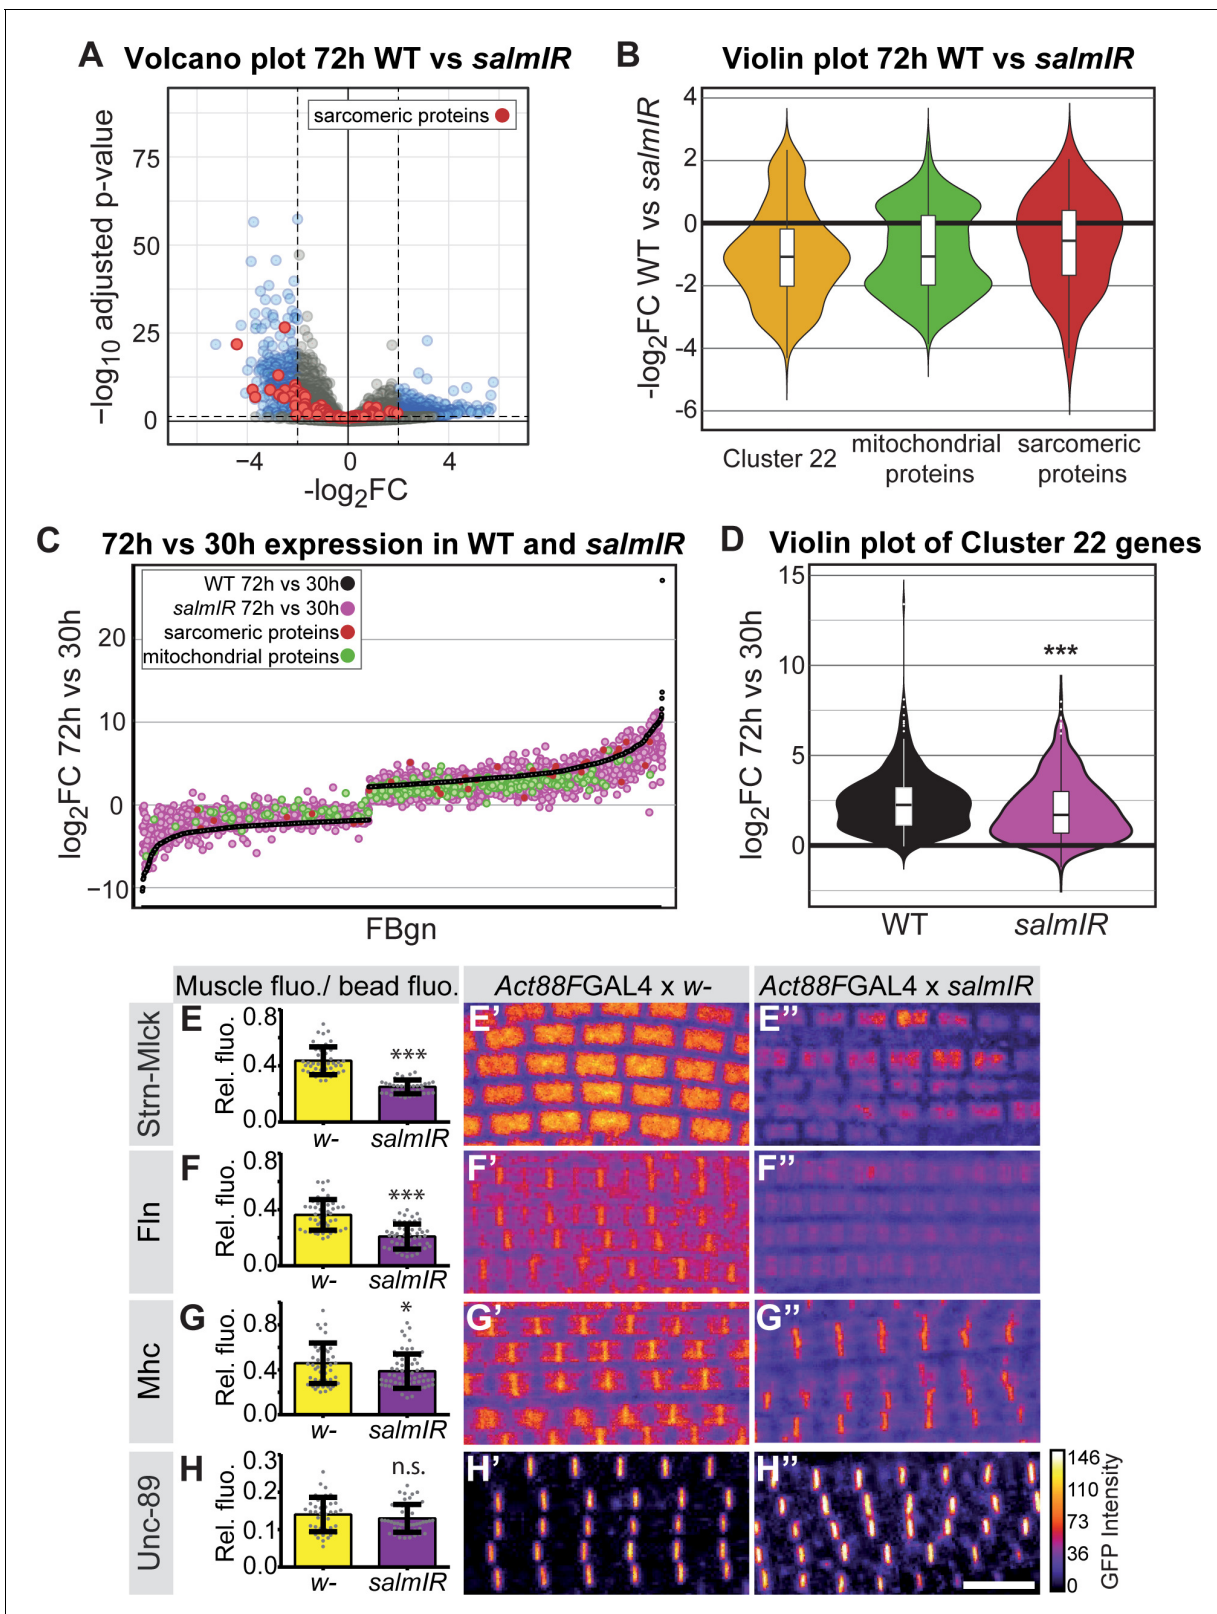 A Volcano plot 72h WT vs salmIR
sarcomeric proteins
−log10 adjusted p-value
75
50
25
0
−4
0
4
-log2FC
B Violin plot 72h WT vs salmIR
-log2FC WT vs salmIR
4
2
0
-2
-4
-6
Cluster 22
mitochondrial
proteins
sarcomeric
proteins
C 72h vs 30h expression in WT and salmIR
WT 72h vs 30h
salmIR 72h vs 30h
sarcomeric proteins
mitochondrial proteins
log2FC 72h vs 30h
20
10
0
−10
FBgn
D Violin plot of Cluster 22 genes
log2FC 72h vs 30h
15
10
5
0
***
WT
salmIR
Muscle fluo./ bead fluo.
Act88FGAL4 x w-
Act88FGAL4 x salmIR
Strn-Mlck
E
Rel. fluo.
0.8
0.4
0.0
***
w-
salmIR
E'
E''
Fln
F
Rel. fluo.
0.8
0.4
0.0
***
w-
salmIR
F'
F''
Mhc
G
Rel. fluo.
0.8
0.4
0.0
*
w-
salmIR
G'
G''
Unc-89
H
Rel. fluo.
0.3
0.2
0.1
0.0
n.s.
w-
salmIR
H'
H''
146
110
73
36
0
GFP Intensity